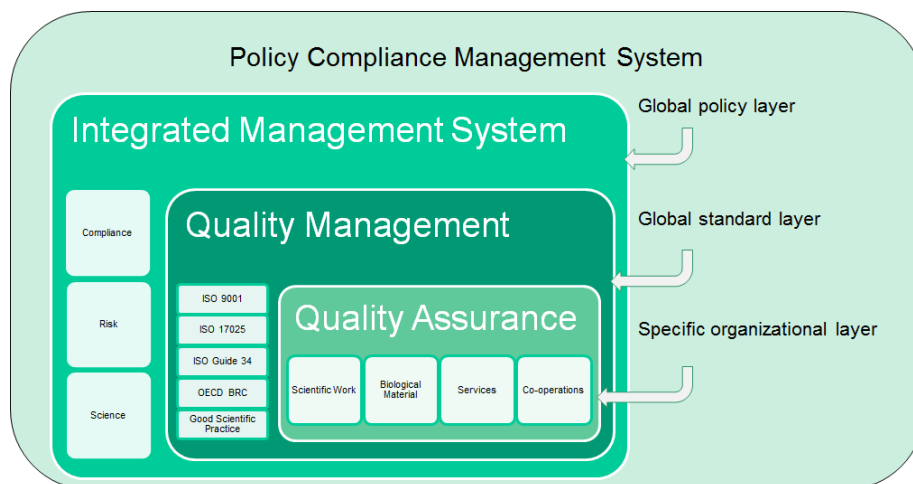 Policy Compliance Management System
Global policy layer
Integrated Management System
Compliance
Risk
Science
Global standard layer
Quality Management
ISO 9001
ISO 17025
ISO Guide 34
OECD BRC
Good Scientific
Practice
Specific organizational layer
Quality Assurance
Scientific Work
Biological
Material
Services
Co-operations